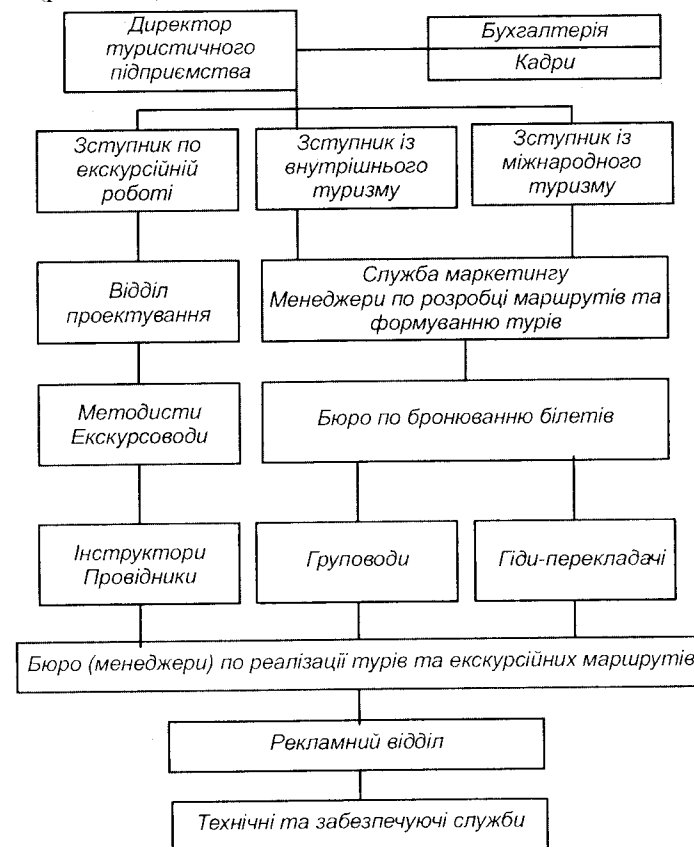 Директор
туристичного
підприємства
Бухгалтерія
Кадри
Зступник по
екскурсійній
роботі
Зступник із
внутрішнього
туризму
Зступник із
міжнародного
туризму
Відділ
проектування
Служба маркетингу
Менеджери по розробці маршрутів та
формуванню турів
Методисти
Екскурсоводи
Бюро по бронюванню білетів
Інструктори
Провідники
Груповоди
Гіди-перекладачі
Бюро (менеджери) по реалізації турів та екскурсійних маршрутів
Рекламний відділ
Технічні та забезпечуючі служби